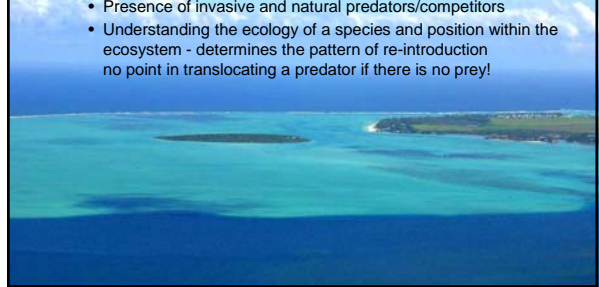 • Presence of invasive and natural predators/competitors
• Understanding the ecology of a species and position within the
ecosystem - determines the pattern of re-introduction
no point in translocating a predator if there is no prey!